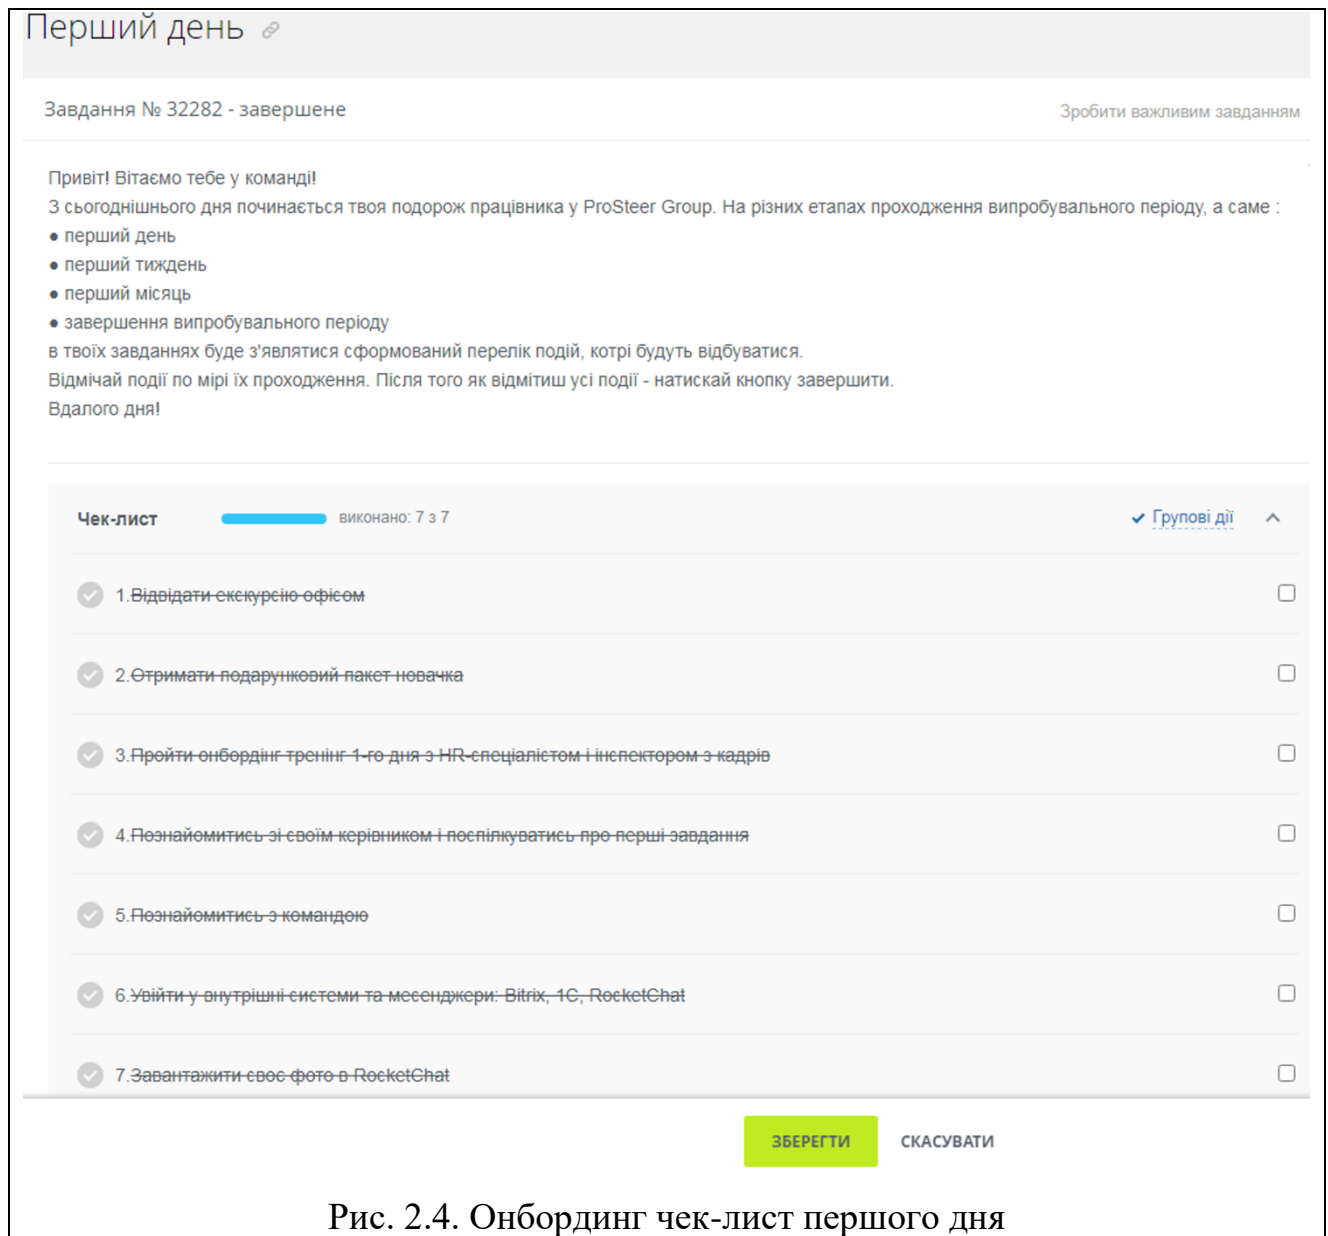 Перший день
Завдання № 32282 - завершене
Зробити важливим завданням
Привіт! Вітаємо тебе у команді!
З сьогоднішнього дня починається твоя подорож працівника у ProSteer Group. На різних етапах проходження випробувального періоду, а саме :
● перший день
● перший тиждень
● перший місяць
● завершення випробувального періоду
в твоїх завданнях буде з'являтися сформований перелік подій, котрі будуть відбуватися.
Відмічай події по мірі їх проходження. Після того як відмітиш усі події - натискай кнопку завершити.
Вдалого дня!
Чек-лист виконано: 7 з 7 Групові дії
1.Відвідати екскурсію офісом
2.Отримати подарунковий пакет новачка
3.Пройти онбордінг тренінг 1-го дня з HR-спеціалістом і інспектором з кадрів
4.Познайомитись зі своїм керівником і поспілкуватись про перші завдання
5.Познайомитись з командою
6.Увійти у внутрішні системи та месенджери: Bitrix, 1С, RocketChat
7.Завантажити своє фото в RocketChat
ЗБЕРЕГТИ СКАСУВАТИ
Рис. 2.4. Онбординг чек-лист першого дня